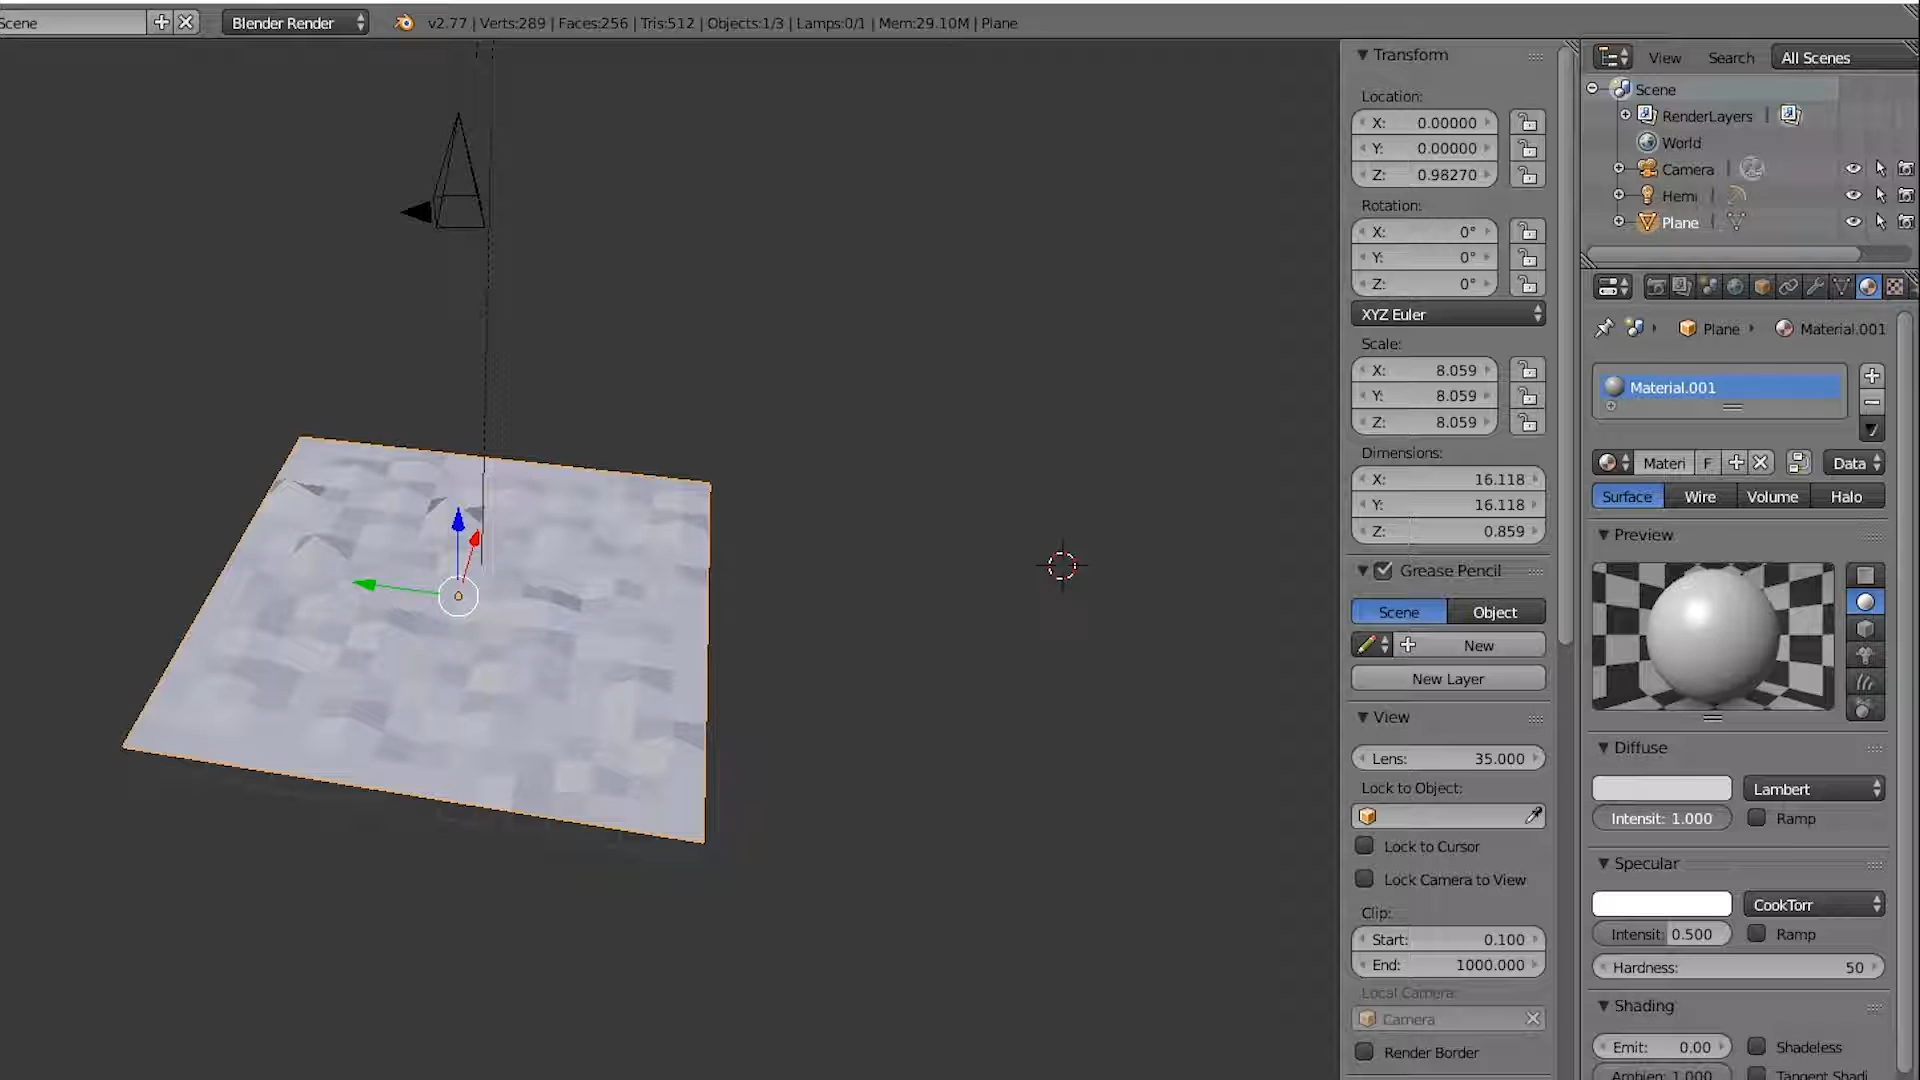 Scene
Blender Render
v2.77 | Verts:289 | Faces:256 | Tris:512 | Objects:1/3 | Lamps:0/1 | Mem:29.10M | Plane
Transform
Location:
X: 0.00000
Y: 0.00000
Z: 0.98270
Rotation:
X: 0°
Y: 0°
Z: 0°
XYZ Euler
Scale:
X: 8.059
Y: 8.059
Z: 8.059
Dimensions:
X: 16.118
Y: 16.118
Z: 0.859
Grease Pencil
Scene Object
New
New Layer
View
Lens: 35.000
Lock to Object:
Lock to Cursor
Lock Camera to View
Clip:
Start: 0.100
End: 1000.000
Local Camera:
Camera
Render Border
View Search All Scenes
Scene
RenderLayers
World
Camera
Hemi
Plane
Plane Material.001
Material.001
Materi F Data
Surface Wire Volume Halo
Preview
Diffuse
Lambert
Intensit: 1.000 Ramp
Specular
CookTorr
Intensit: 0.500 Ramp
Hardness: 50
Shading
Emit: 0.00 Shadeless
Ambien: 1.000 Tangent Shadi